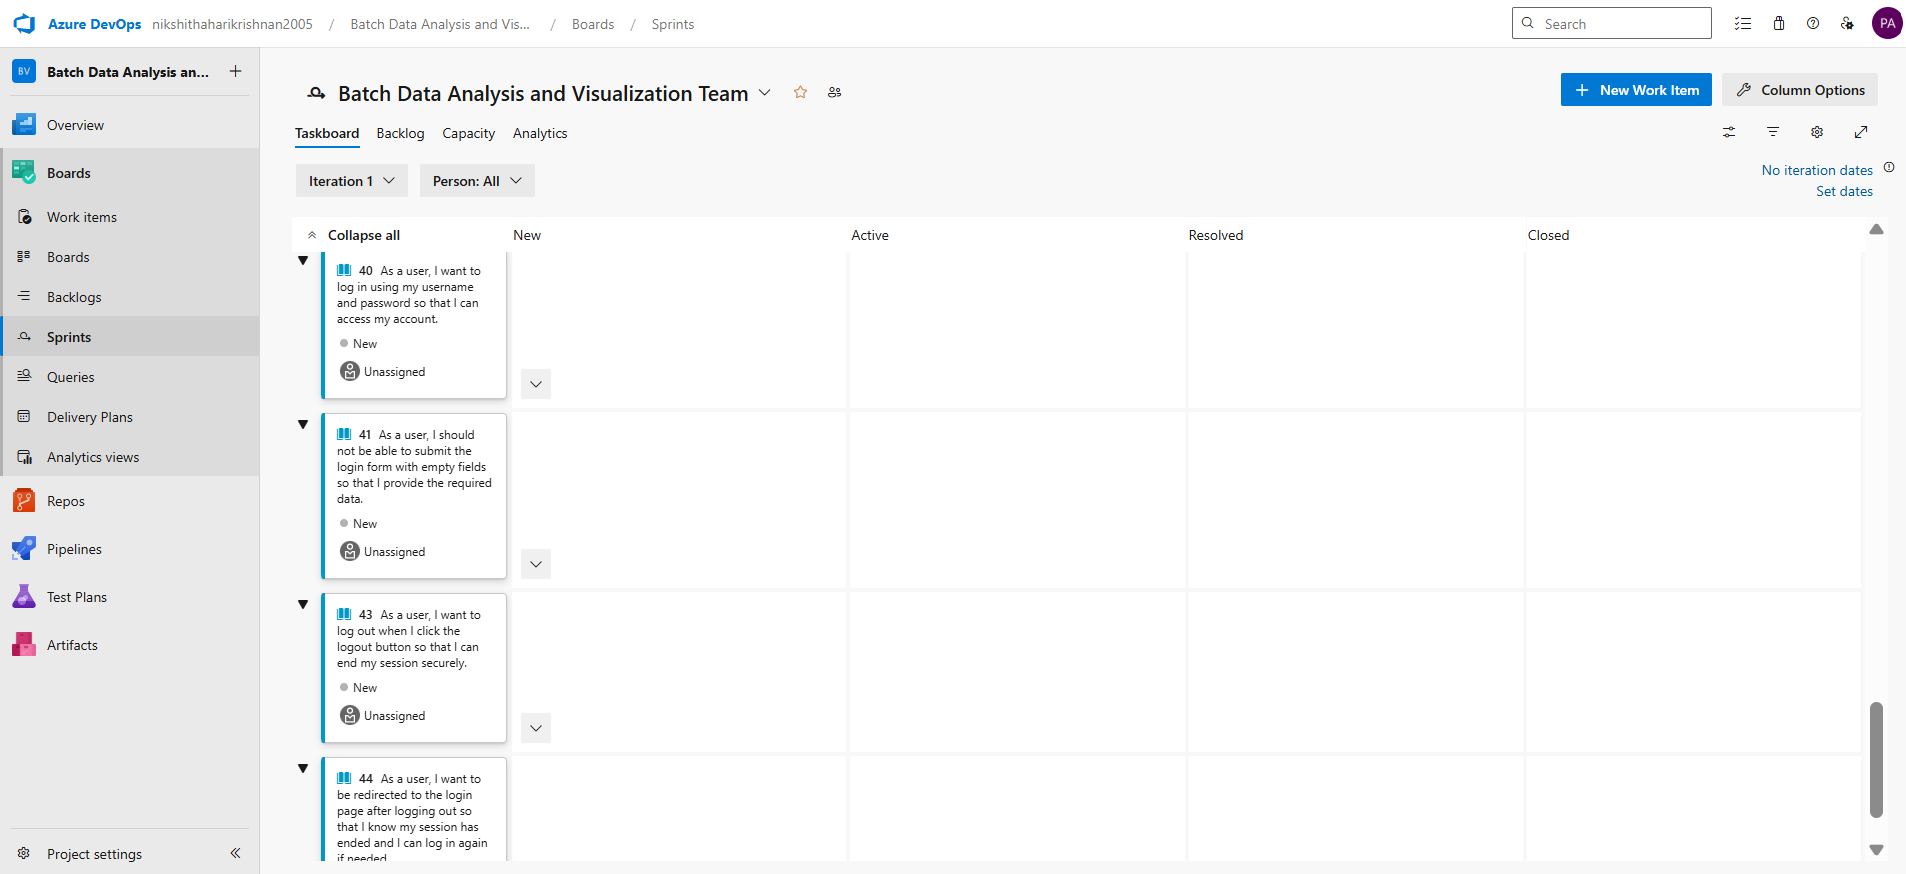 Azure DevOps nikshithaharikrishnan2005 / Batch Data Analysis and Vis... / Boards / Sprints
Search
PA
BV Batch Data Analysis an...
Overview
Boards
Work items
Boards
Backlogs
Sprints
Queries
Delivery Plans
Analytics views
Repos
Pipelines
Test Plans
Artifacts
Project settings
Batch Data Analysis and Visualization Team
New Work Item
Column Options
Taskboard Backlog Capacity Analytics
Iteration 1
Person: All
No iteration dates
Set dates
Collapse all New Active Resolved Closed
40 As a user, I want to
log in using my username
and password so that I can
access my account.
New
Unassigned
41 As a user, I should
not be able to submit the
login form with empty fields
so that I provide the required
data.
New
Unassigned
43 As a user, I want to
log out when I click the
logout button so that I can
end my session securely.
New
Unassigned
44 As a user, I want to
be redirected to the login
page after logging out so
that I know my session has
ended and I can log in again
if needed